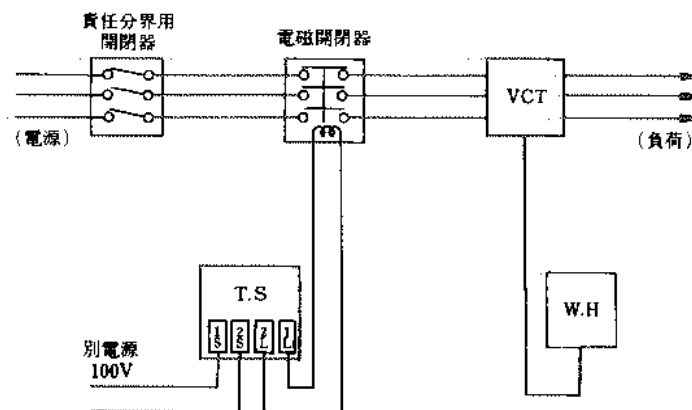 責任分界用
開閉器
電磁開閉器
VCT
(電源)
(負荷)
T.S
1S 2S 2L 1L
W.H
別電源
100V